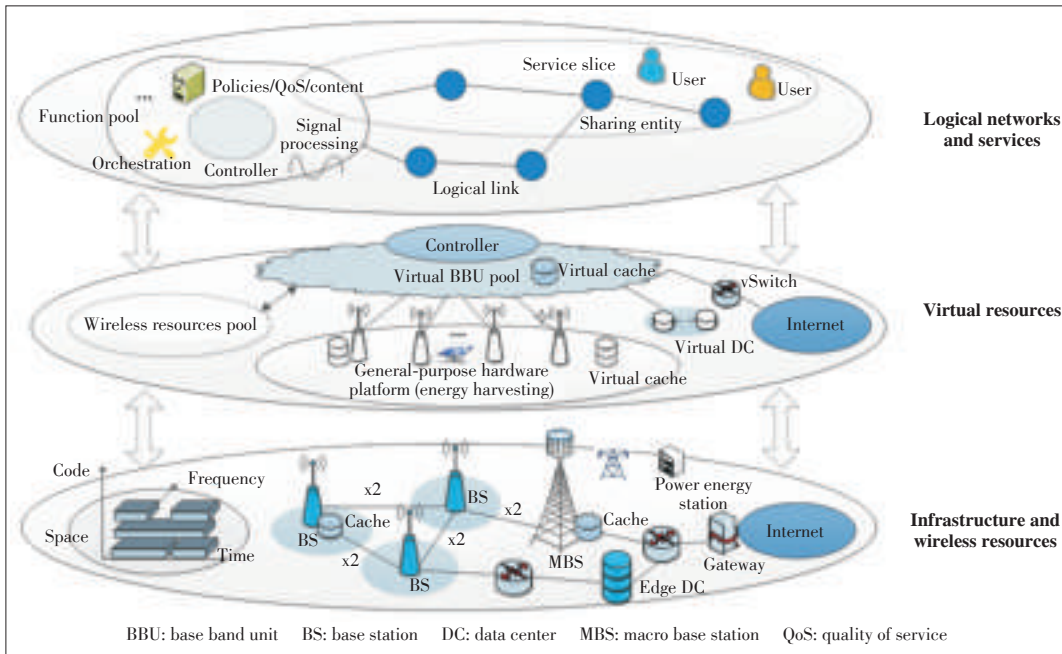 Service slice
User
User
Policies/QoS/content
...
Function pool
Sharing entity
Signal
processing
Orchestration
Controller
Logical link
Logical networks
and services
Controller
Virtual BBU pool
Virtual cache
vSwitch
Wireless resources pool
Internet
Virtual DC
...
General-purpose hardware
platform (energy harvesting)
Virtual cache
Virtual resources
Code
Frequency
Space
Time
x2
BS
Power energy
station
Cache
BS
x2
x2
x2
Cache
Internet
BS
MBS
Gateway
Edge DC
Infrastructure and
wireless resources
BBU: base band unit BS: base station DC: data center MBS: macro base station QoS: quality of service